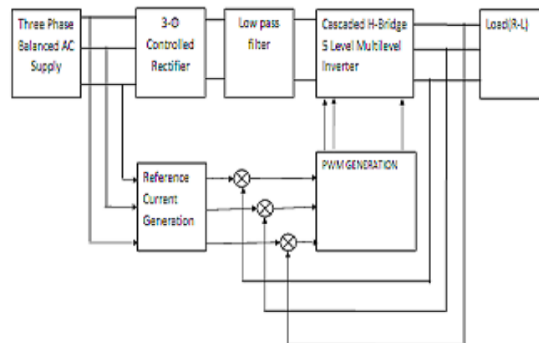 Three Phase
Balanced AC
Supply
3-Φ
Controlled
Rectifier
Low pass
filter
Cascaded H-Bridge
5 Level Multilevel
Inverter
Load(R-L)
Reference
Current
Generation
PWM GENERATION